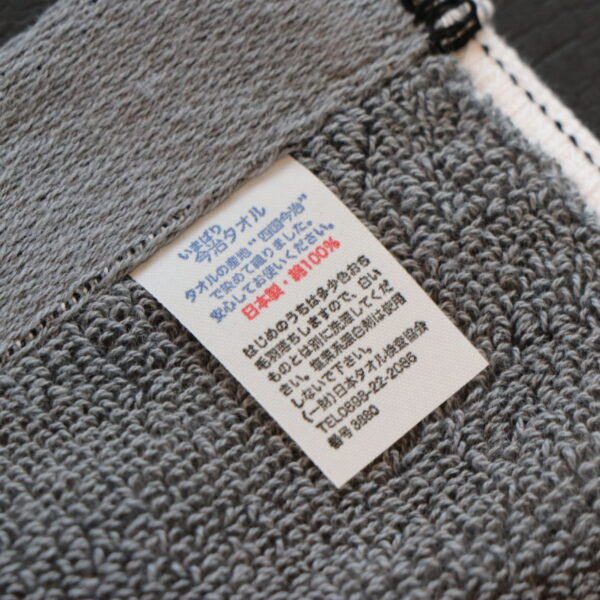 いまばり
今治タオル
タオルの産地“四国今治”
で染めて織りました。
安心してお使いください。
日本製・綿100%
はじめのうちは多少色おち
毛羽落ちしますので、白い
ものとは別に洗濯してくだ
さい。塩素系漂白剤は使用
しないで下さい。
(一財)日本タオル検査協会
TEL0898-22-2086
番号 3680